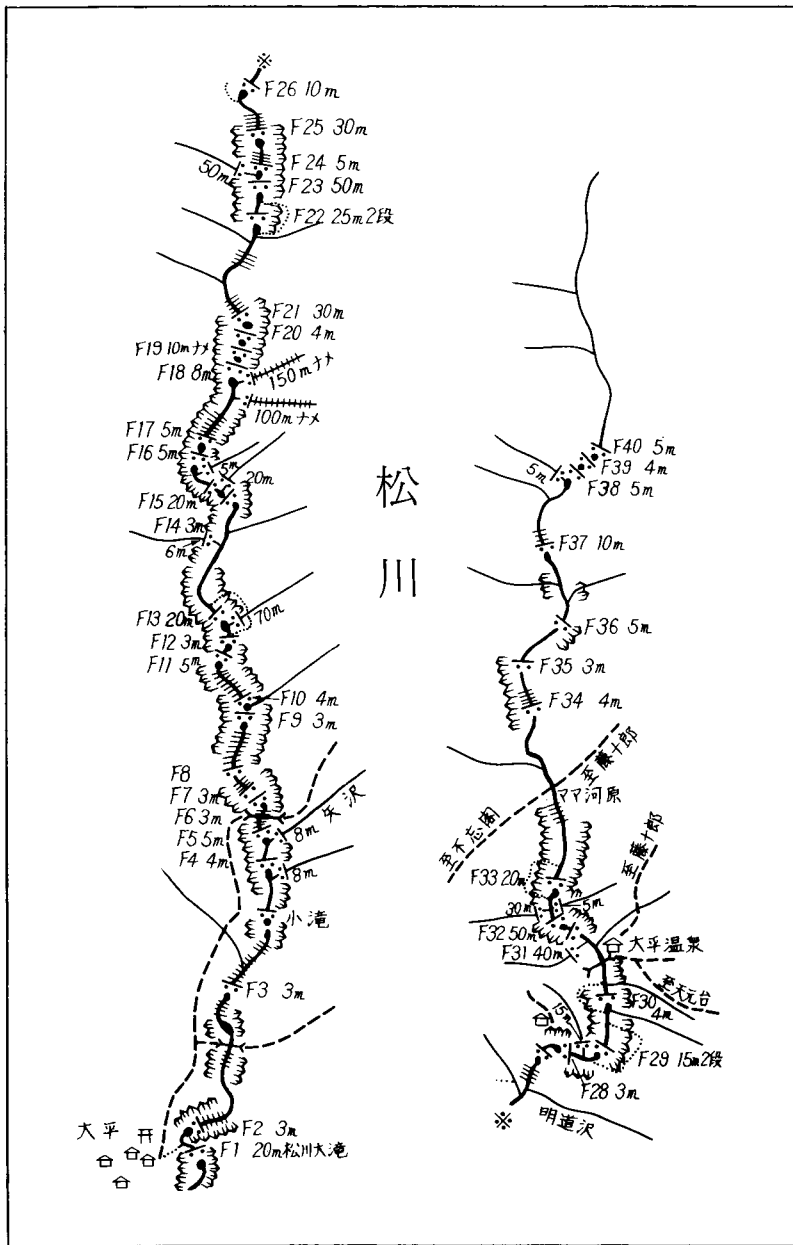 松川
※
F26 10m
F25 30m
50m
F24 5m
F23 50m
F22 25m2段
F21 30m
F20 4m
F19 10mナメ
F18 8m
150mナメ
100mナメ
F17 5m
F16 5m
5m
20m
F15 20m
F14 3m
6m
F13 20m
70m
F12 3m
F11 5m
F10 4m
F9 3m
F8
F7 3m
F6 3m
F5 5m
8m 矢沢
F4 4m
8m
小滝
F3 3m
大平
F2 3m
F1 20m松川大滝
F40 5m
F39 4m
5m
F38 5m
F37 10m
F36 5m
F35 3m
F34 4m
至藤十郎
ママ河原
至不忘閣
至藤十郎
F33 20m
5m
30m
F32 50m
F31 40m
大平温泉
至天元台
F30
4m
15m
F29 15m2段
F28 3m
※
明道沢